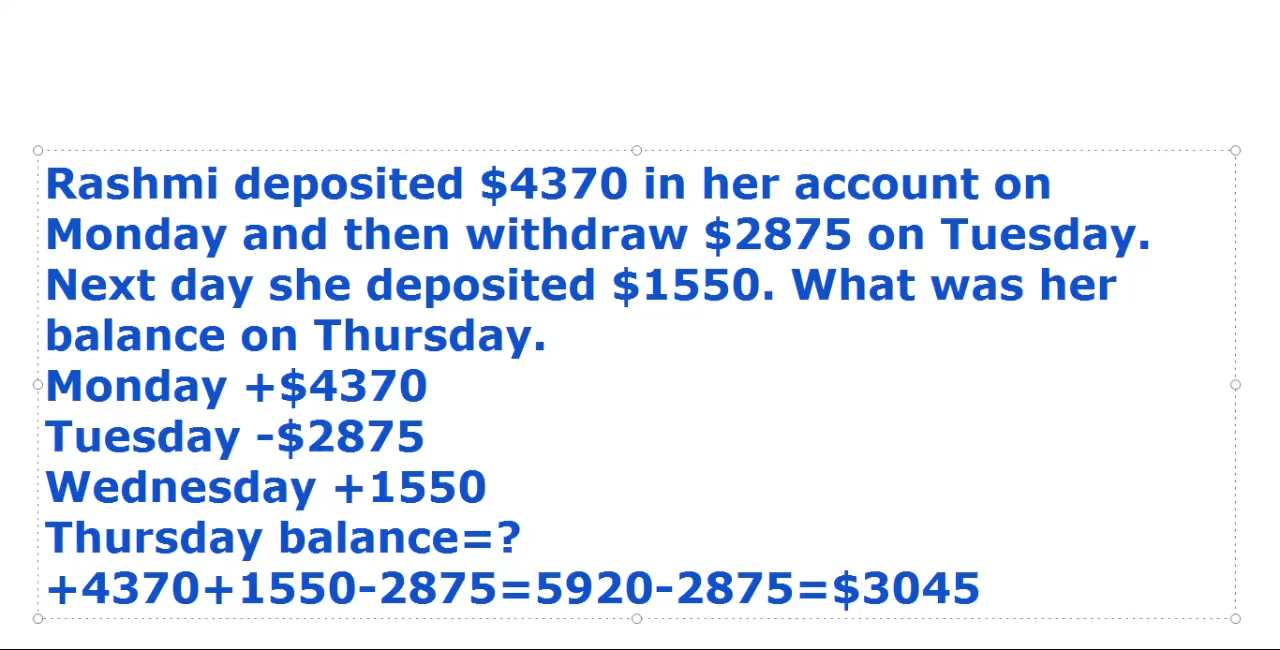 Rashmi deposited $4370 in her account on
Monday and then withdraw $2875 on Tuesday.
Next day she deposited $1550. What was her
balance on Thursday.
Monday +$4370
Tuesday -$2875
Wednesday +1550
Thursday balance=?
+4370+1550-2875=5920-2875=$3045